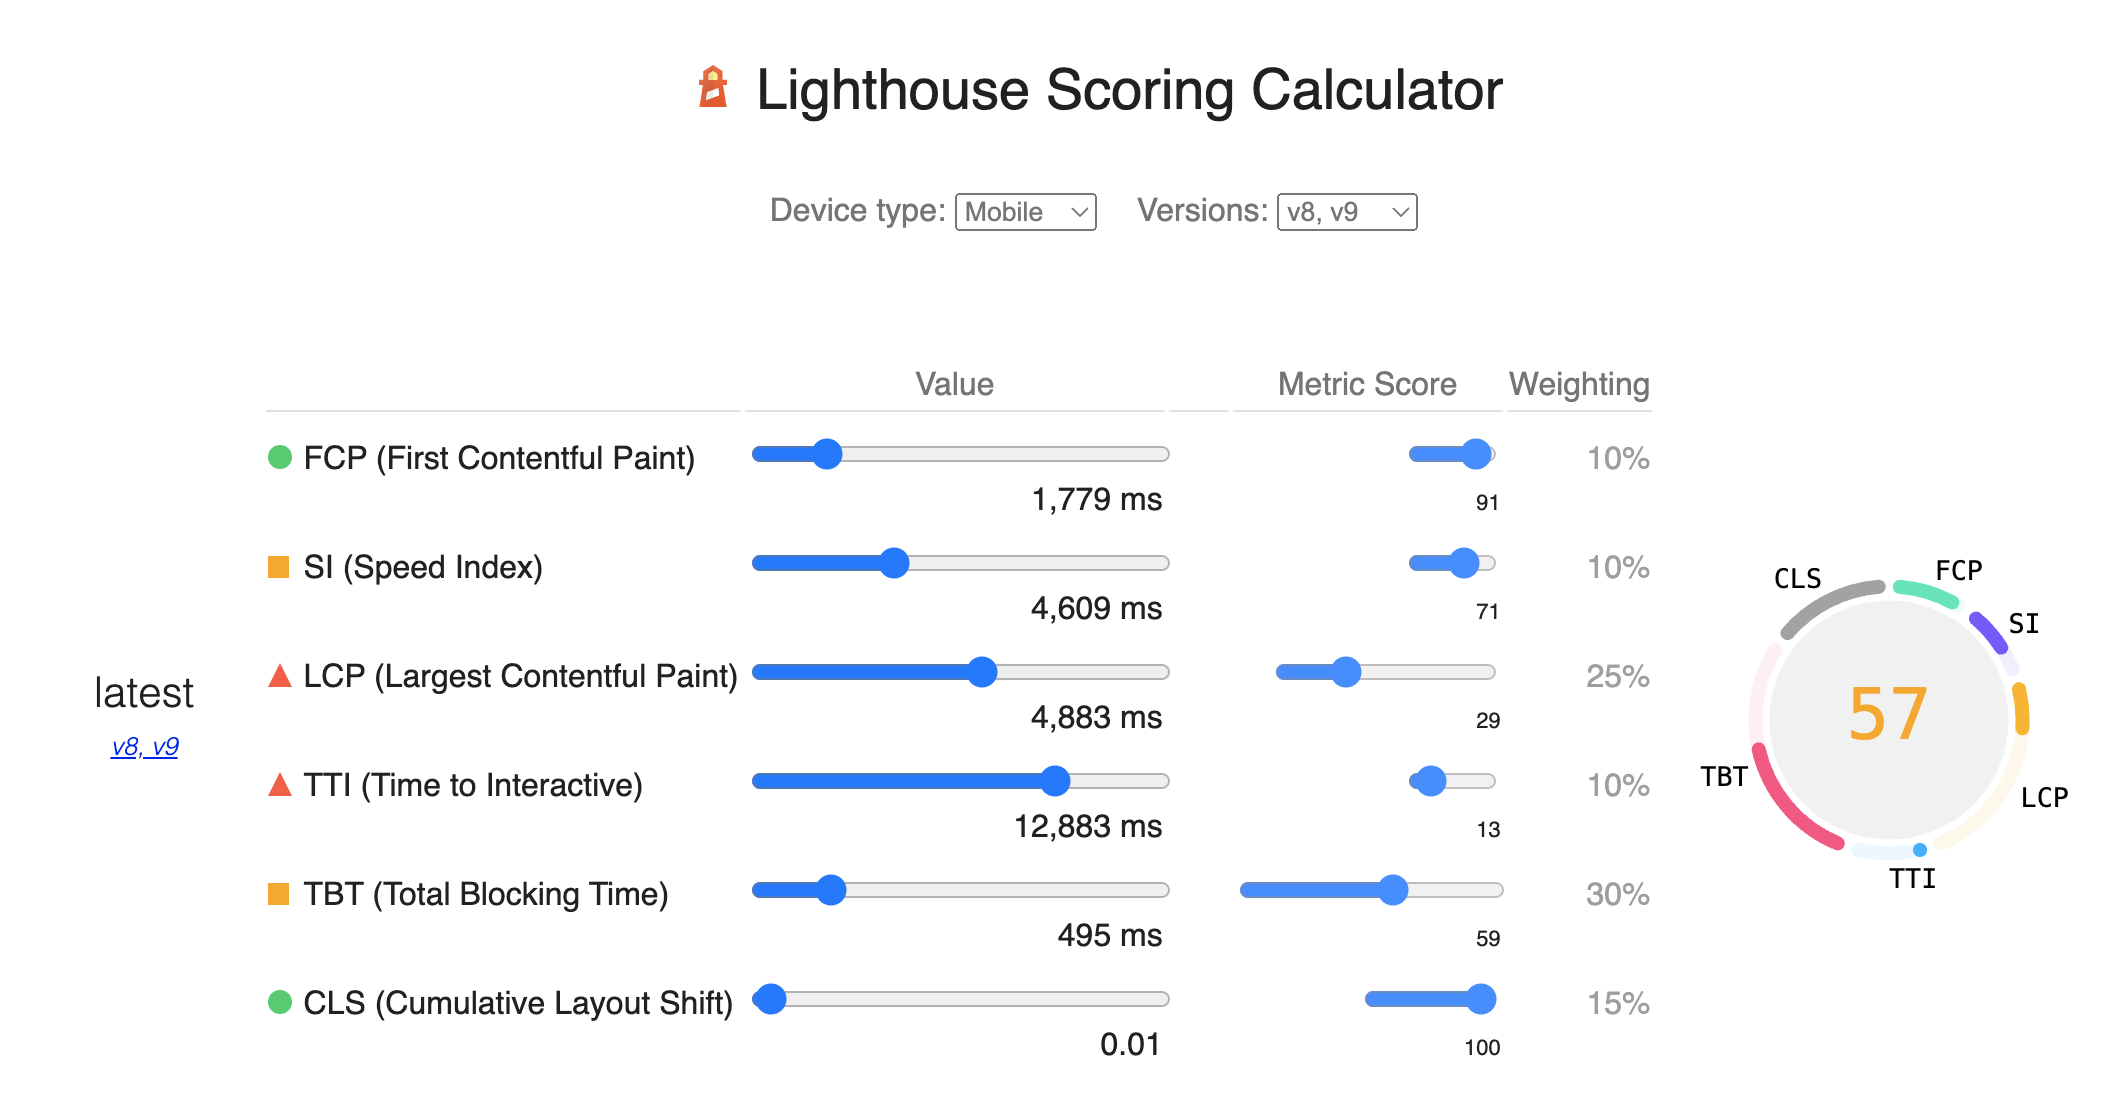 Lighthouse Scoring Calculator
Device type: Mobile Versions: v8, v9
Value Metric Score Weighting
FCP (First Contentful Paint) 10%
1,779 ms 91
SI (Speed Index) 10%
4,609 ms 71
LCP (Largest Contentful Paint) 25%
4,883 ms 29
TTI (Time to Interactive) 10%
12,883 ms 13
TBT (Total Blocking Time) 30%
495 ms 59
CLS (Cumulative Layout Shift) 15%
0.01 100
latest
v8, v9
CLS
FCP
SI
57
TBT
LCP
TTI